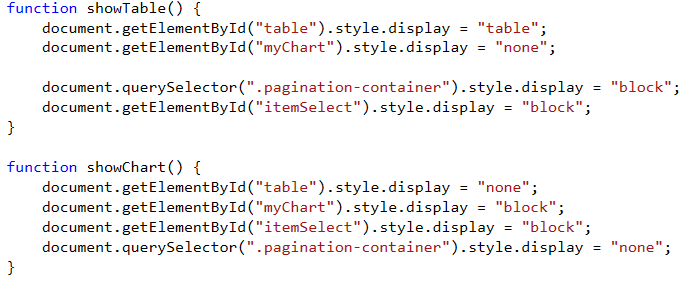 function showTable() {
    document.getElementById("table").style.display = "table";
    document.getElementById("myChart").style.display = "none";

    document.querySelector(".pagination-container").style.display = "block";
    document.getElementById("itemSelect").style.display = "block";
}

function showChart() {
    document.getElementById("table").style.display = "none";
    document.getElementById("myChart").style.display = "block";
    document.getElementById("itemSelect").style.display = "block";
    document.querySelector(".pagination-container").style.display = "none";
}